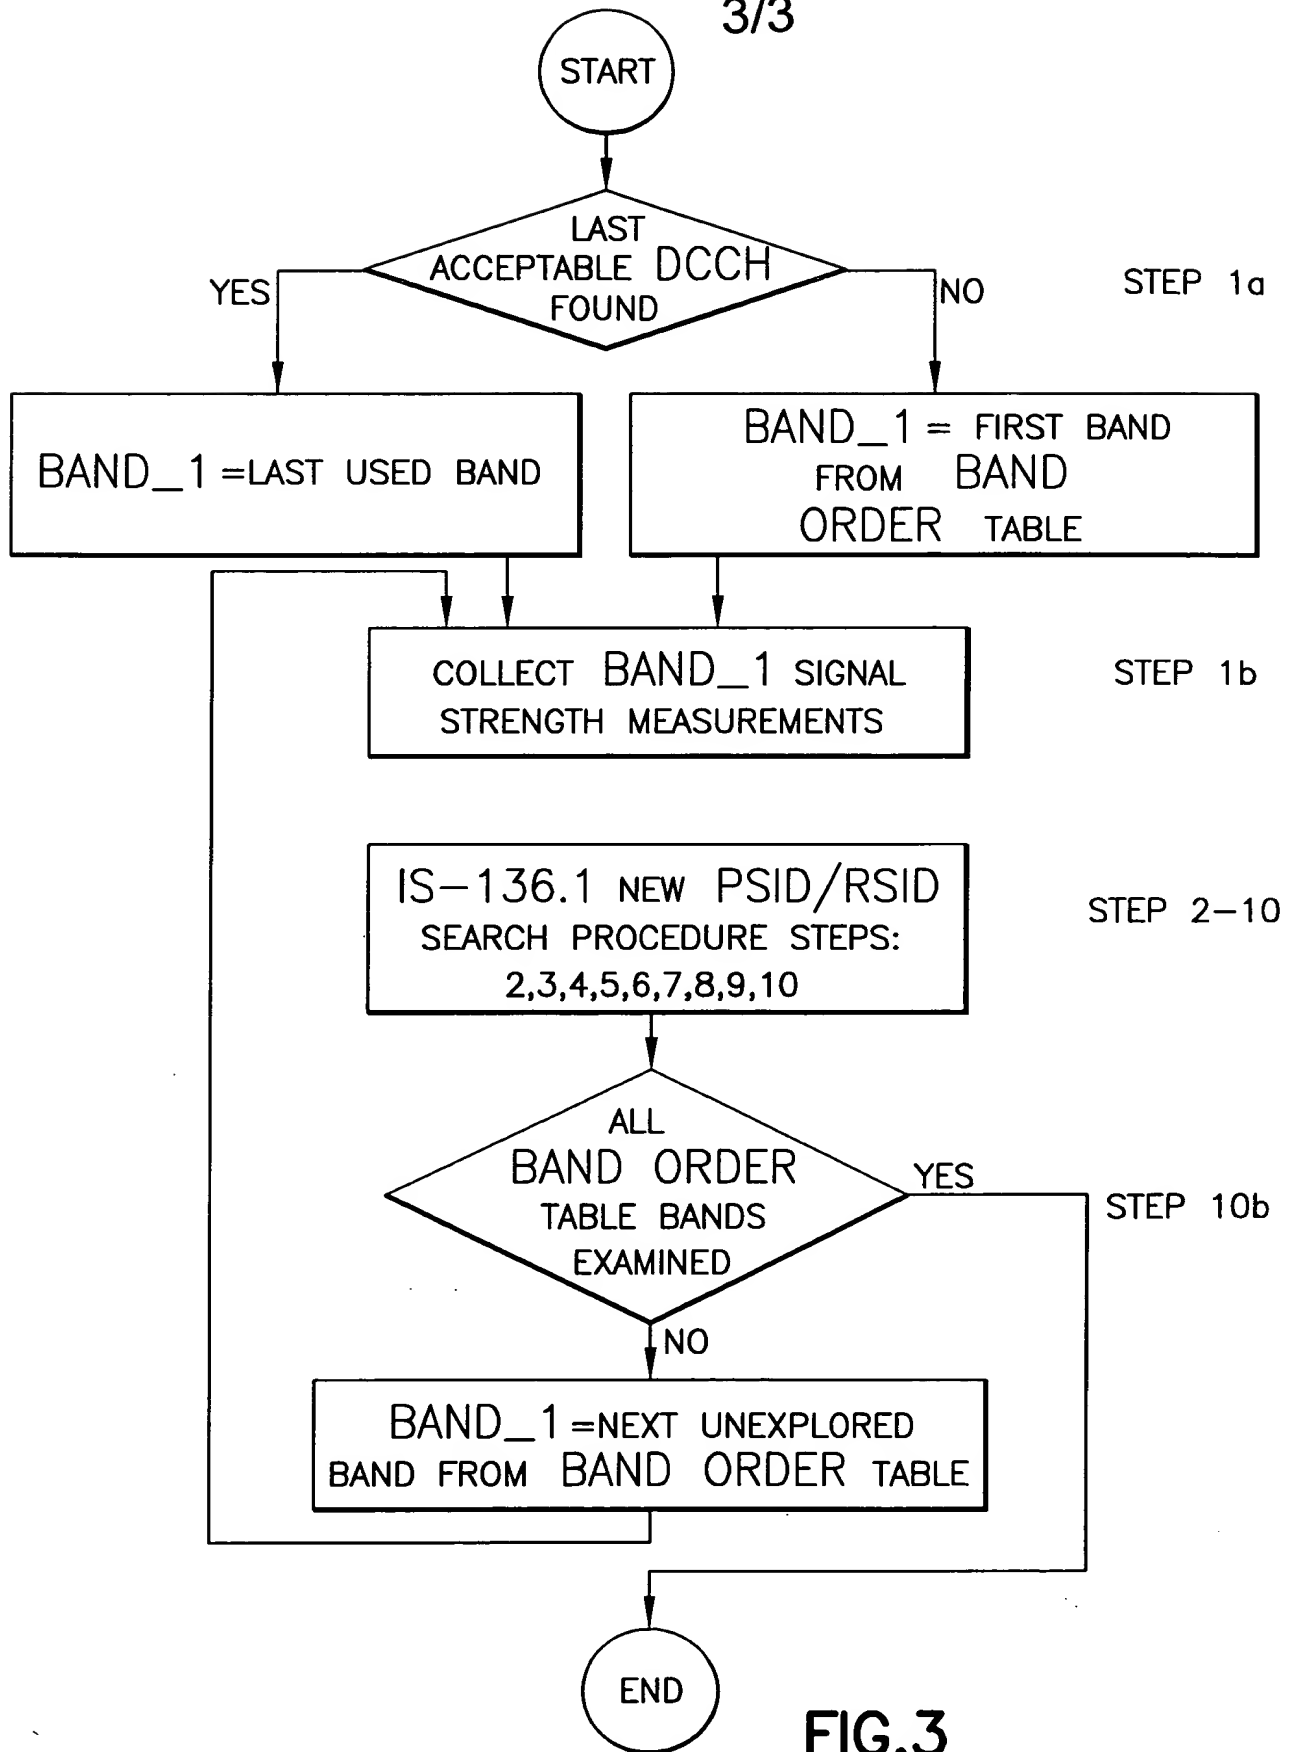 3/3
START
LAST
ACCEPTABLE DCCH
FOUND
YES
NO
STEP 1a
BAND_1=LAST USED BAND
BAND_1= FIRST BAND
FROM BAND
ORDER TABLE
COLLECT BAND_1 SIGNAL
STRENGTH MEASUREMENTS
STEP 1b
IS-136.1 NEW PSID/RSID
SEARCH PROCEDURE STEPS:
2,3,4,5,6,7,8,9,10
STEP 2-10
ALL
BAND ORDER
TABLE BANDS
EXAMINED
YES
STEP 10b
NO
BAND_1=NEXT UNEXPLORED
BAND FROM BAND ORDER TABLE
END
FIG.3